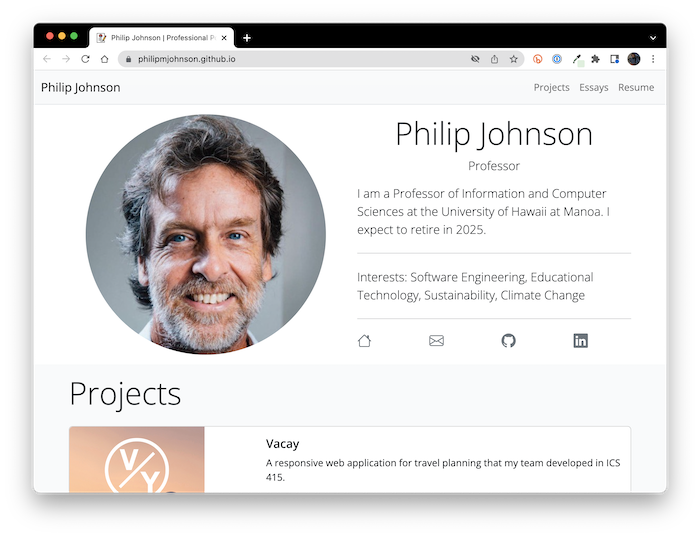 Philip Johnson | Professional P
philipmjohnson.github.io
Philip Johnson
Projects Essays Resume
Philip Johnson
Professor
I am a Professor of Information and Computer
Sciences at the University of Hawaii at Manoa. I
expect to retire in 2025.
Interests: Software Engineering, Educational
Technology, Sustainability, Climate Change
in
Projects
V/Y
Vacay
A responsive web application for travel planning that my team developed in ICS
415.